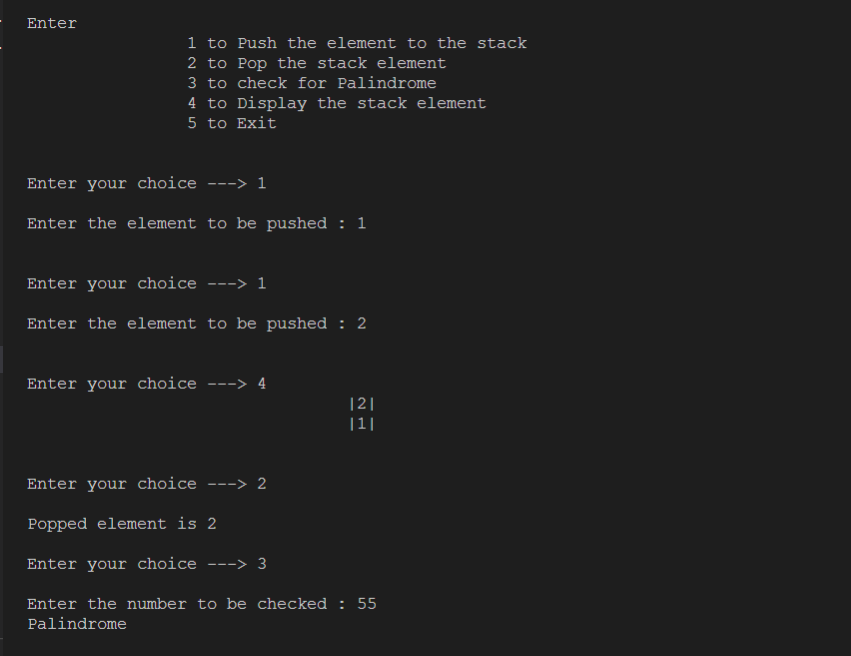 Enter
1 to Push the element to the stack
2 to Pop the stack element
3 to check for Palindrome
4 to Display the stack element
5 to Exit
Enter your choice ---> 1
Enter the element to be pushed : 1
Enter your choice ---> 1
Enter the element to be pushed : 2
Enter your choice ---> 4
|2|
|1|
Enter your choice ---> 2
Popped element is 2
Enter your choice ---> 3
Enter the number to be checked : 55
Palindrome